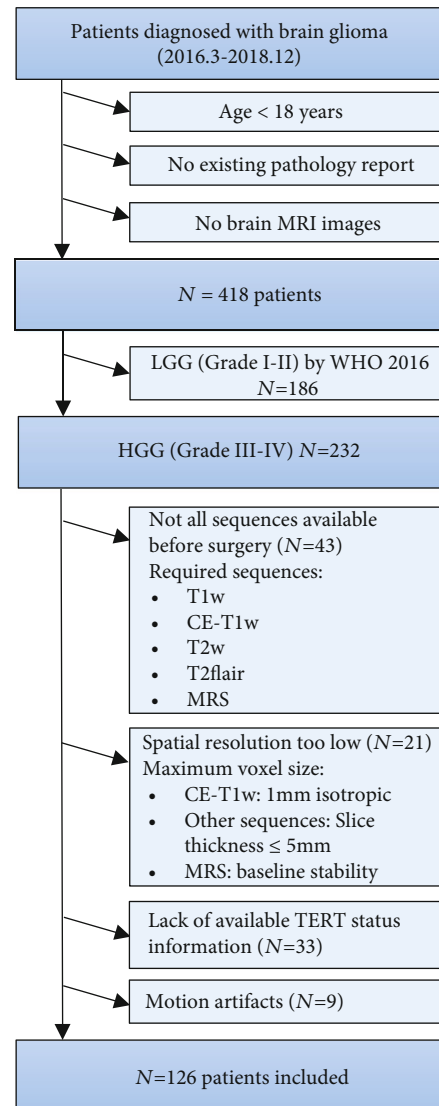 Patients diagnosed with brain glioma
(2016.3-2018.12)
Age < 18 years
No existing pathology report
No brain MRI images
N = 418 patients
LGG (Grade I-II) by WHO 2016
N=186
HGG (Grade III-IV) N=232
Not all sequences available
before surgery (N=43)
Required sequences:
• T1w
• CE-T1w
• T2w
• T2flair
• MRS
Spatial resolution too low (N=21)
Maximum voxel size:
• CE-T1w: 1mm isotropic
• Other sequences: Slice
thickness ≤ 5mm
• MRS: baseline stability
Lack of available TERT status
information (N=33)
Motion artifacts (N=9)
N=126 patients included